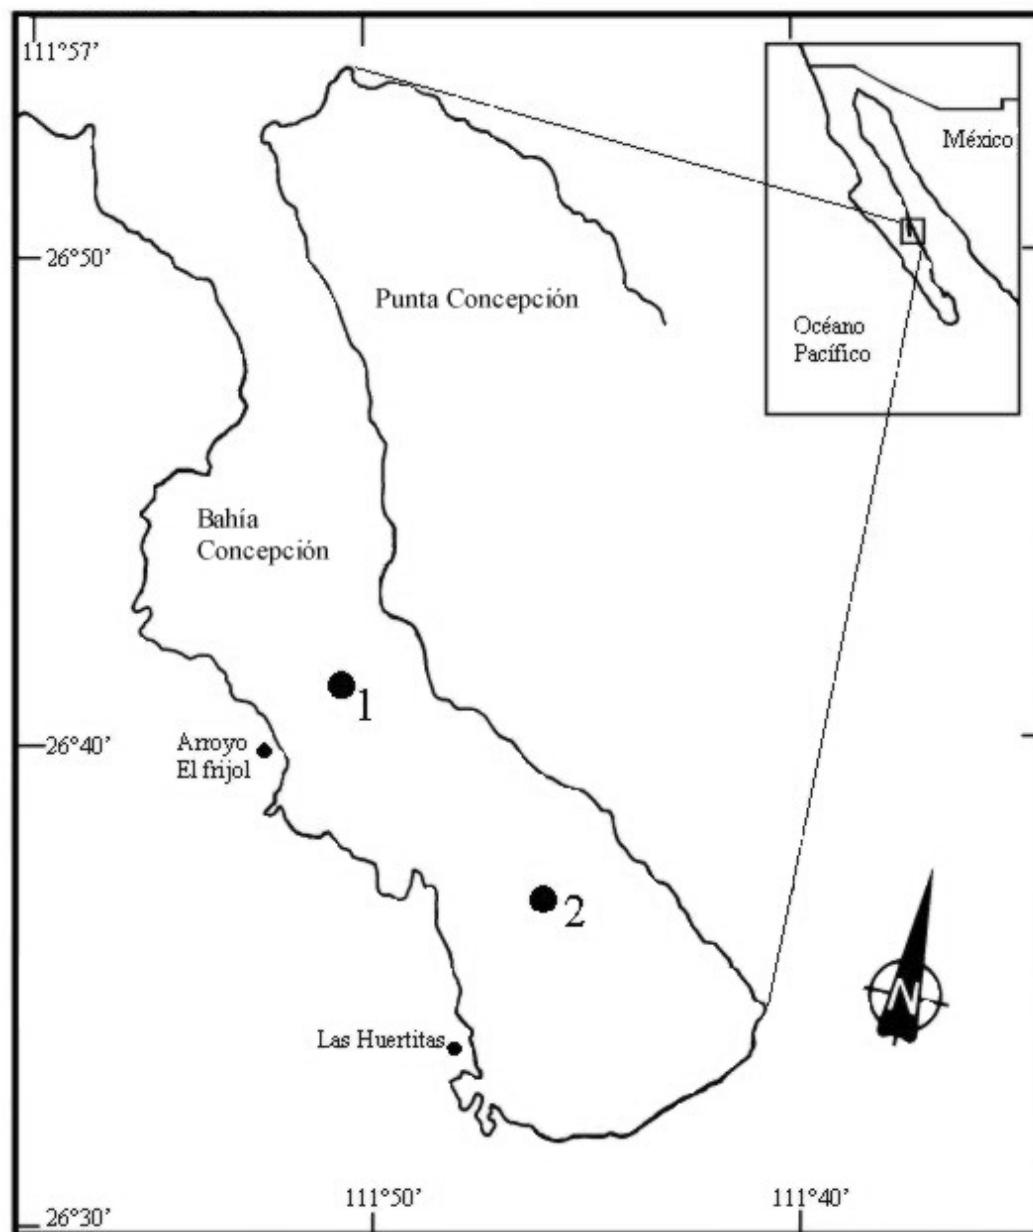 111°57’
México
26°50’
Punta Concepción
Océano
Pacífico
Bahía
Concepción
1
26°40’
Arroyo
El frijol
2
N
Las Huertitas
111°50’
111°40’
26°30’